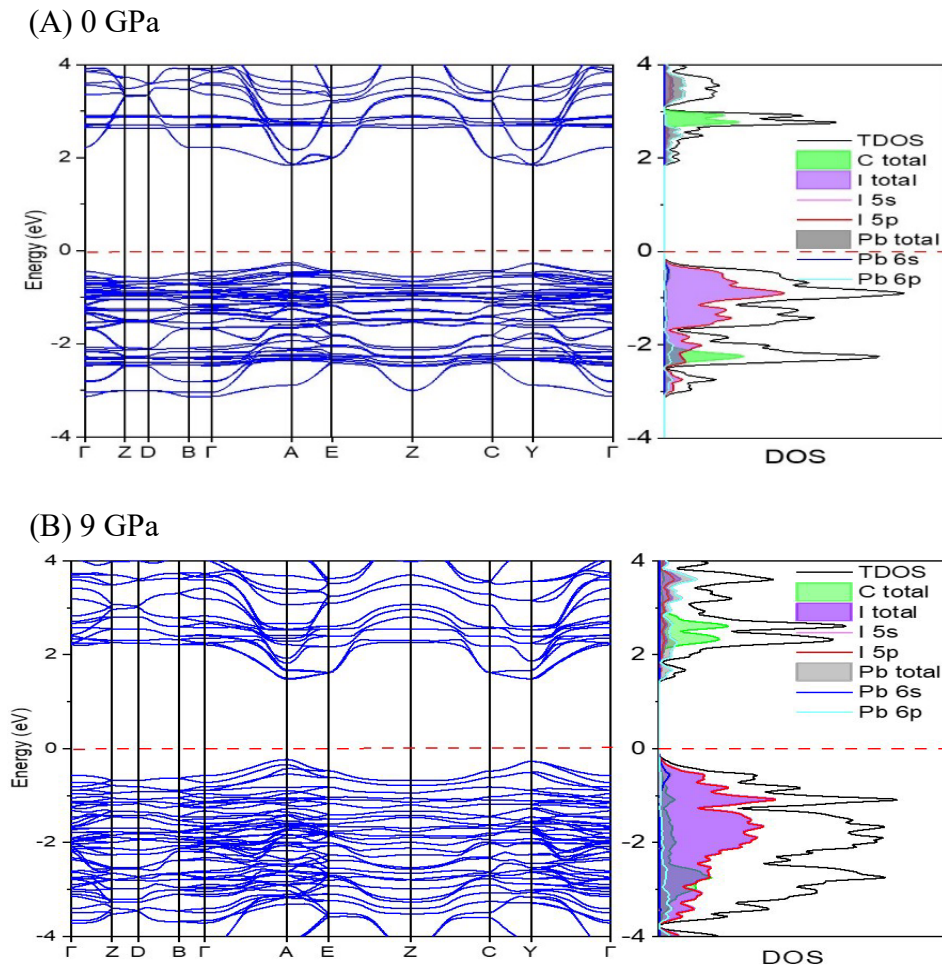 (A) 0 GPa
4
2
0
-2
-4
Energy (eV)
Γ Z D B Γ A E Z C Y Γ
4
2
0
-2
-4
TDOS
C total
I total
I 5s
I 5p
Pb total
Pb 6s
Pb 6p
DOS
(B) 9 GPa
4
2
0
-2
-4
Energy (eV)
Γ Z D B Γ A E Z C Y Γ
4
2
0
-2
-4
TDOS
C total
I total
I 5s
I 5p
Pb total
Pb 6s
Pb 6p
DOS